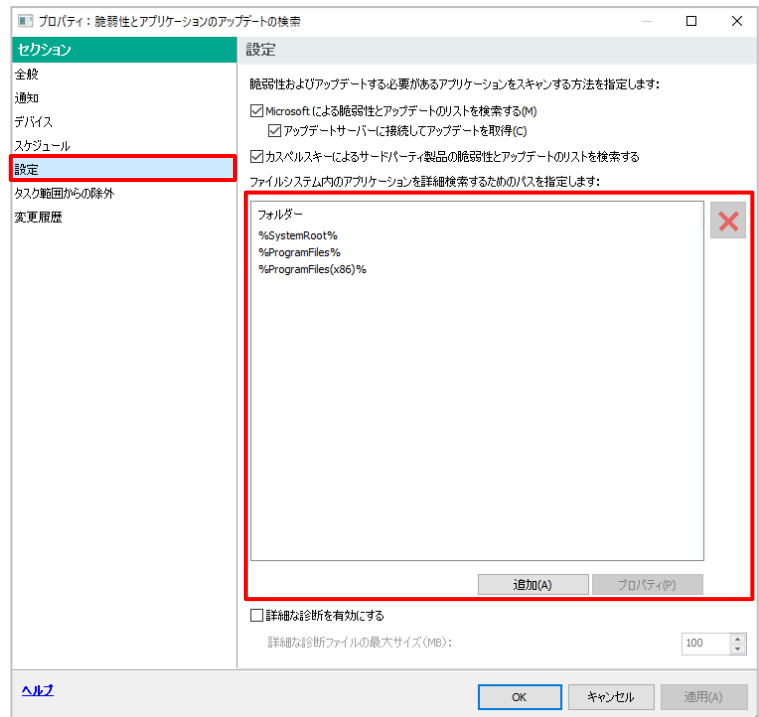 プロパティ：脆弱性とアプリケーションのアップデートの検索
セクション
全般
通知
デバイス
スケジュール
設定
タスク範囲からの除外
変更履歴
設定
脆弱性およびアップデートする必要があるアプリケーションをスキャンする方法を指定します：
Microsoft による脆弱性とアップデートのリストを検索する(M)
アップデートサーバーに接続してアップデートを取得(C)
カスペルスキーによるサードパーティ製品の脆弱性とアップデートのリストを検索する
ファイルシステム内のアプリケーションを詳細検索するためのパスを指定します：
フォルダー
%SystemRoot%
%ProgramFiles%
%ProgramFiles(x86)%
追加(A)
プロパティ(P)
詳細な診断を有効にする
詳細な診断ファイルの最大サイズ(MB)：
100
ヘルプ
OK
キャンセル
適用(A)